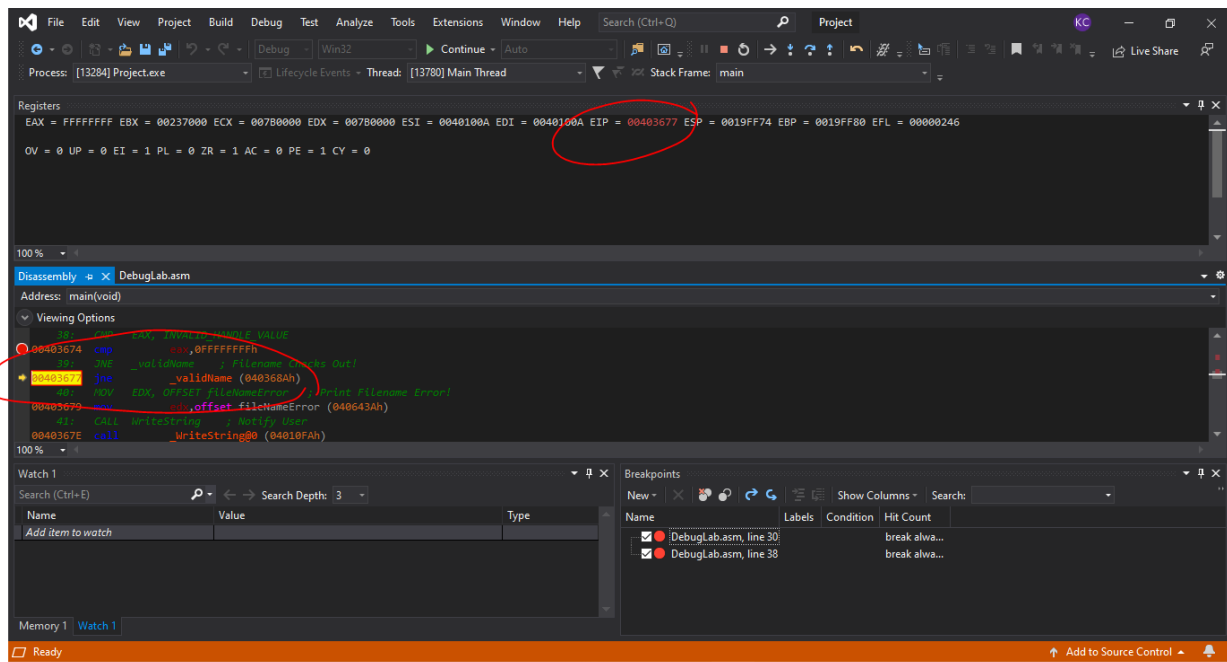 File Edit View Project Build Debug Test Analyze Tools Extensions Window Help Search (Ctrl+Q) Project KC
Debug Win32 Continue Auto Live Share
Process: [13284] Project.exe Lifecycle Events Thread: [13780] Main Thread Stack Frame: main
Registers
EAX = FFFFFFFF EBX = 00237000 ECX = 007B0000 EDX = 007B0000 ESI = 0040100A EDI = 0040100A EIP = 00403677 ESP = 0019FF74 EBP = 0019FF80 EFL = 00000246
OV = 0 UP = 0 EI = 1 PL = 0 ZR = 1 AC = 0 PE = 1 CY = 0
100 %
Disassembly DebugLab.asm
Address: main(void)
Viewing Options
38: CMP EAX, INVALID_HANDLE_VALUE
00403674 cmp eax,0FFFFFFFFh
39: JNE _validName ; Filename Checks Out!
00403677 jne _validName (040368Ah)
40: MOV EDX, OFFSET fileNameError ; Print Filename Error!
00403679 edx,offset fileNameError (040643Ah)
41: CALL WriteString ; Notify User
0040367E call _WriteString@0 (04010FAh)
100 %
Watch 1
Search (Ctrl+E) Search Depth: 3
Name Value Type
Add item to watch
Memory 1 Watch 1
Breakpoints
New Show Columns Search:
Name Labels Condition Hit Count
DebugLab.asm, line 30 break alwa...
DebugLab.asm, line 38 break alwa...
Ready Add to Source Control